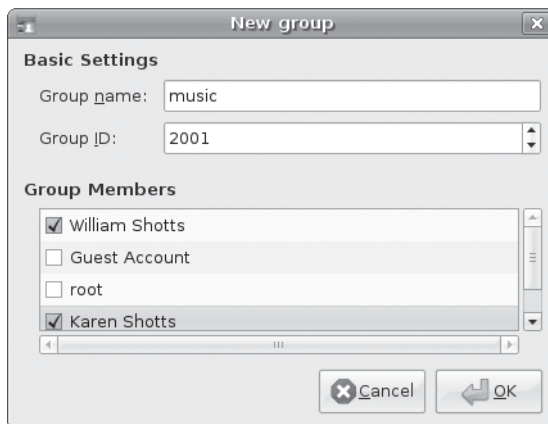 New group
Basic Settings
Group name: music
Group ID: 2001
Group Members
William Shotts
Guest Account
root
Karen Shotts
Cancel OK